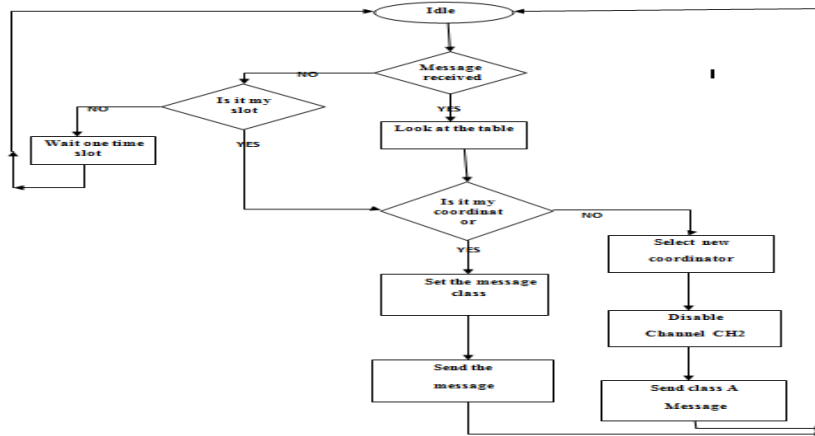 Idle
Message
received
NO
Is it my
slot
NO
YES
Wait one time
slot
Look at the table
YES
Is it my
coordinat
or
NO
YES
Select new
coordinator
Set the message
class
Disable
Channel CH2
Send the
message
Send class A
Message